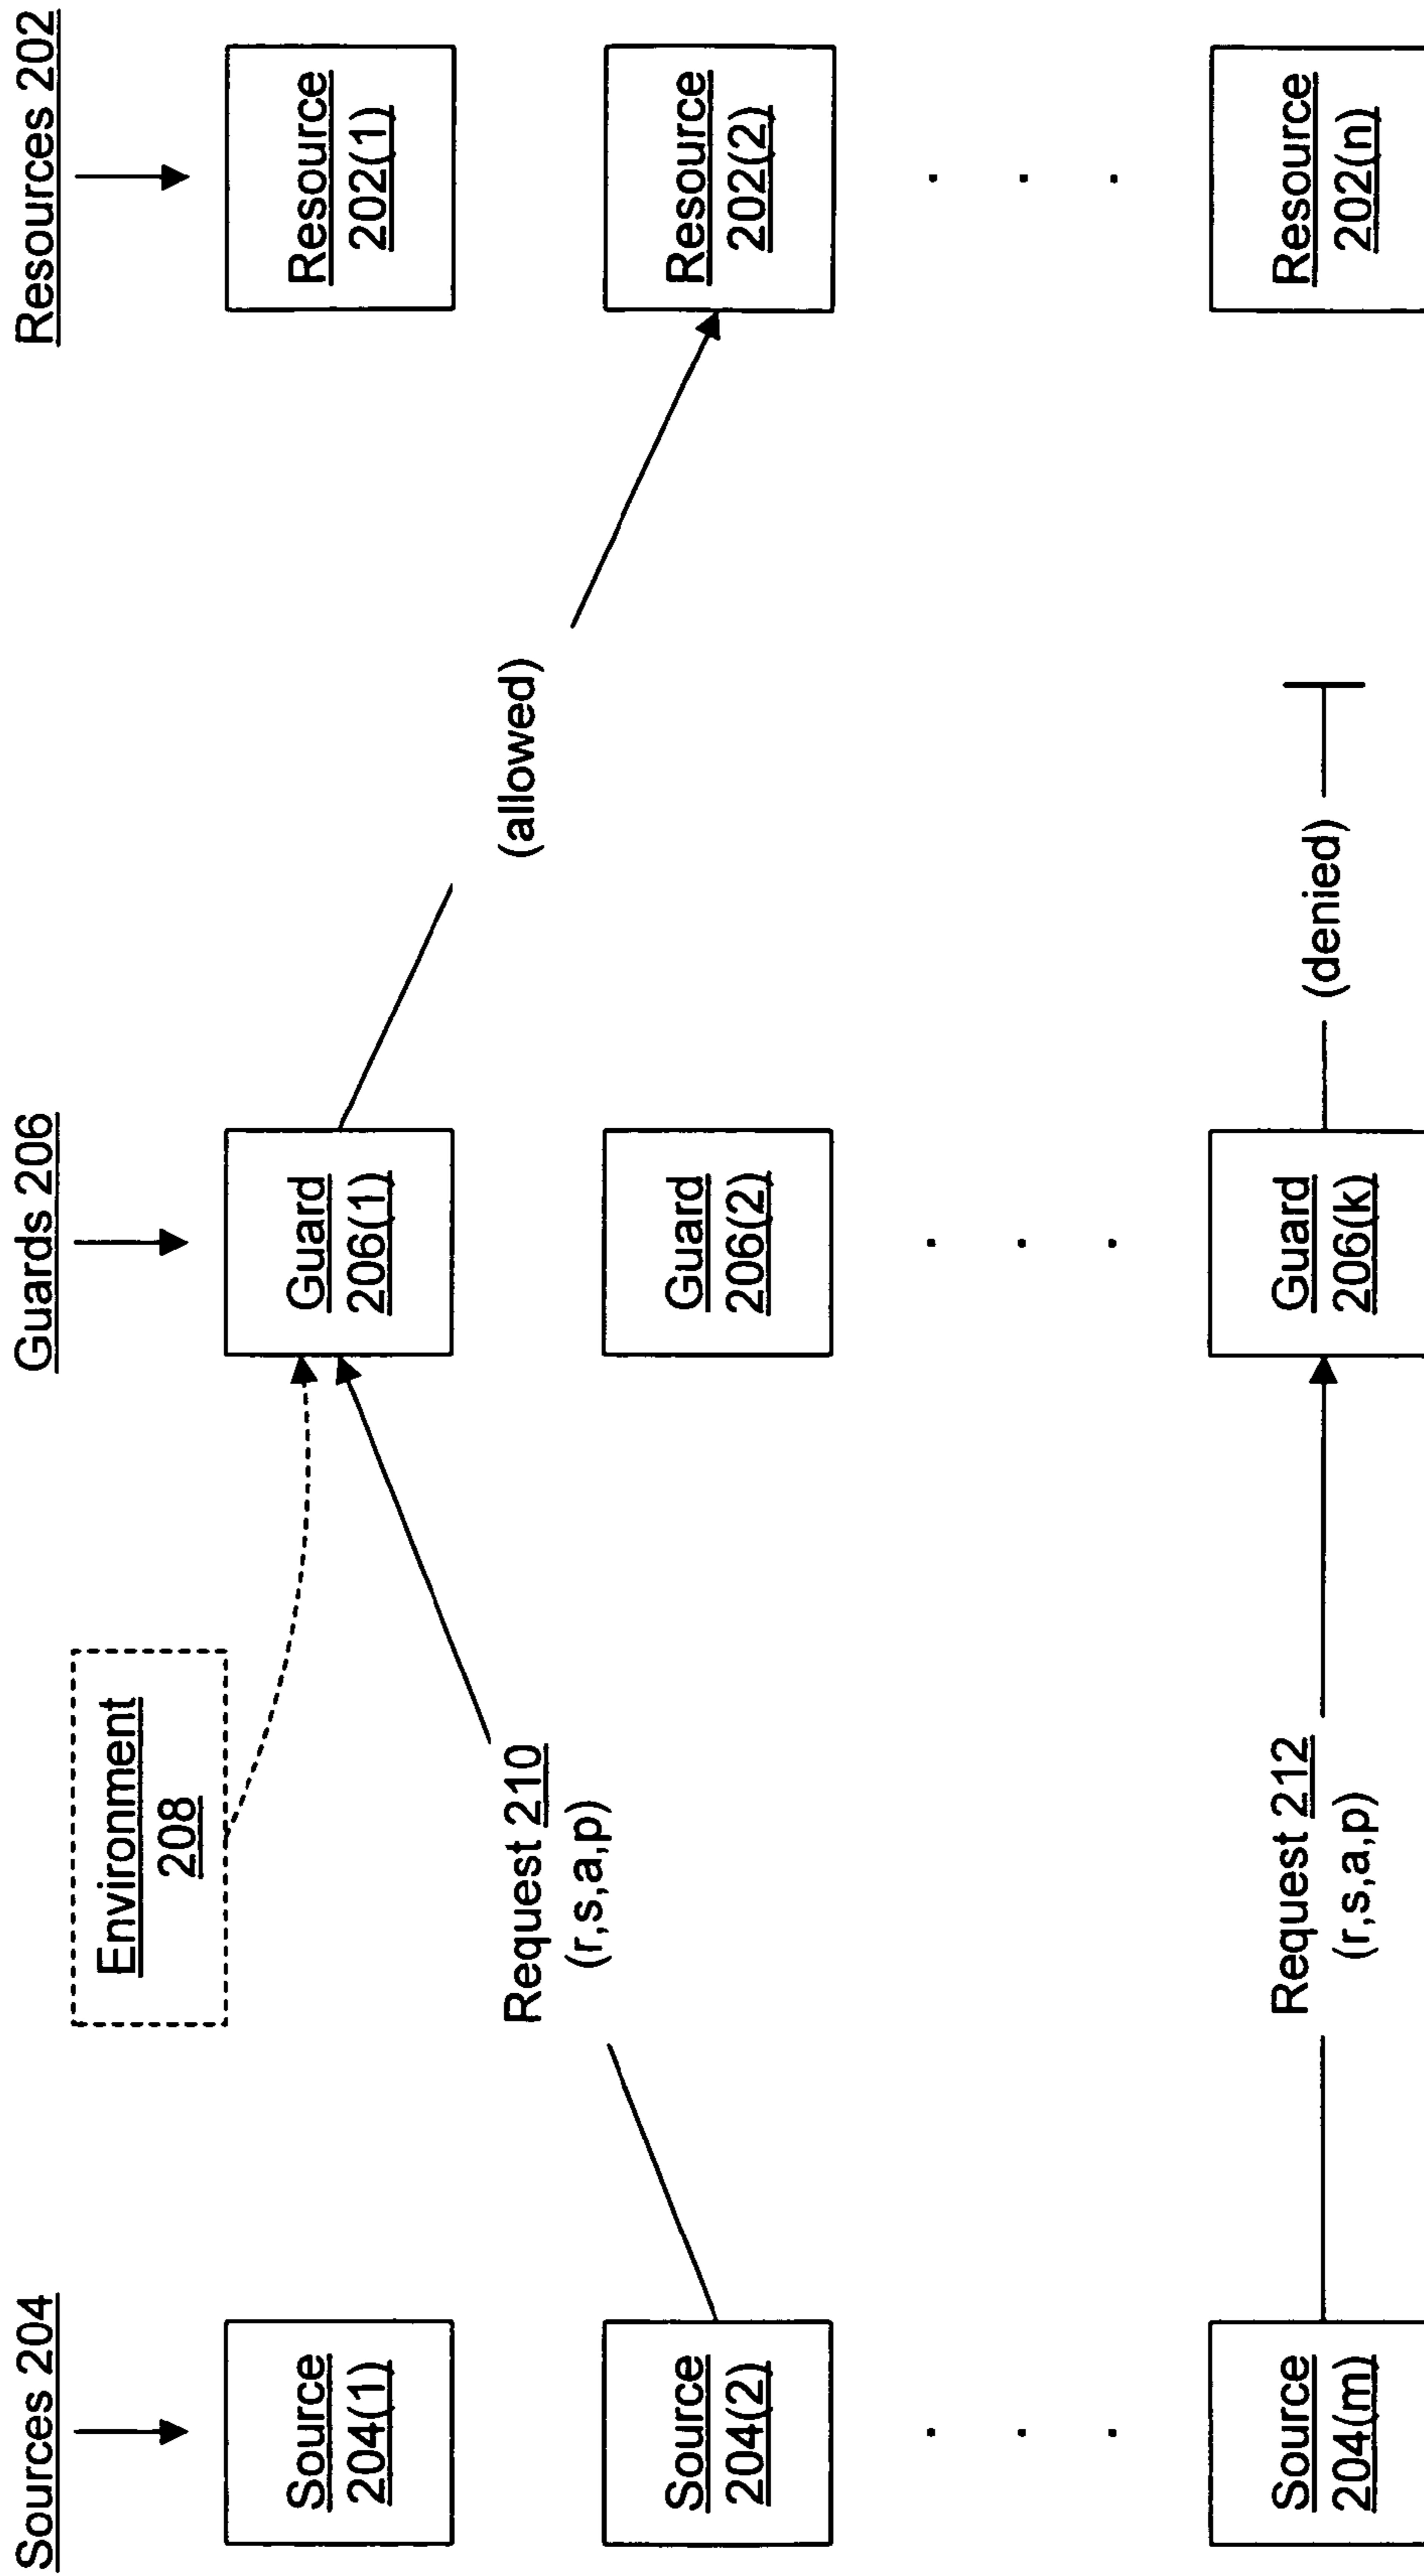 Sources 204
Guards 206
Resources 202
Environment
208
Source
204(1)
Guard
206(1)
Resource
202(1)
Request 210
(r,s,a,p)
(allowed)
Source
204(2)
Guard
206(2)
Resource
202(2)
Source
204(m)
Request 212
(r,s,a,p)
Guard
206(k)
(denied)
Resource
202(n)